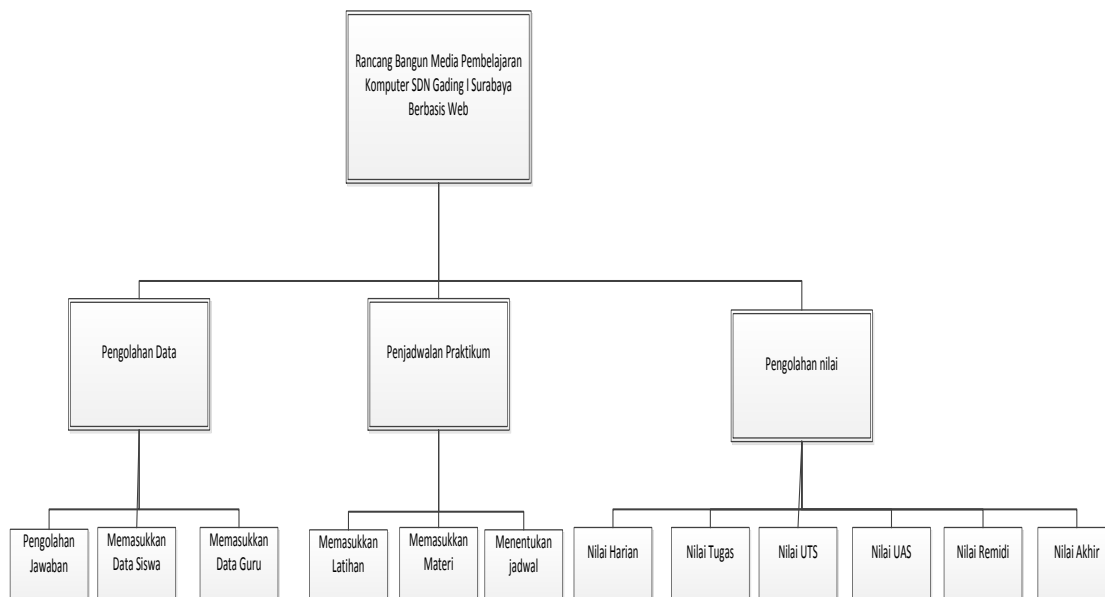 Rancang Bangun Media Pembelajaran
Komputer SDN Gading I Surabaya
Berbasis Web
Pengolahan Data
Penjadwalan Praktikum
Pengolahan nilai
Pengolahan
Jawaban
Memasukkan
Data Siswa
Memasukkan
Data Guru
Memasukkan
Latihan
Memasukkan
Materi
Menentukan
jadwal
Nilai Harian
Nilai Tugas
Nilai UTS
Nilai UAS
Nilai Remidi
Nilai Akhir